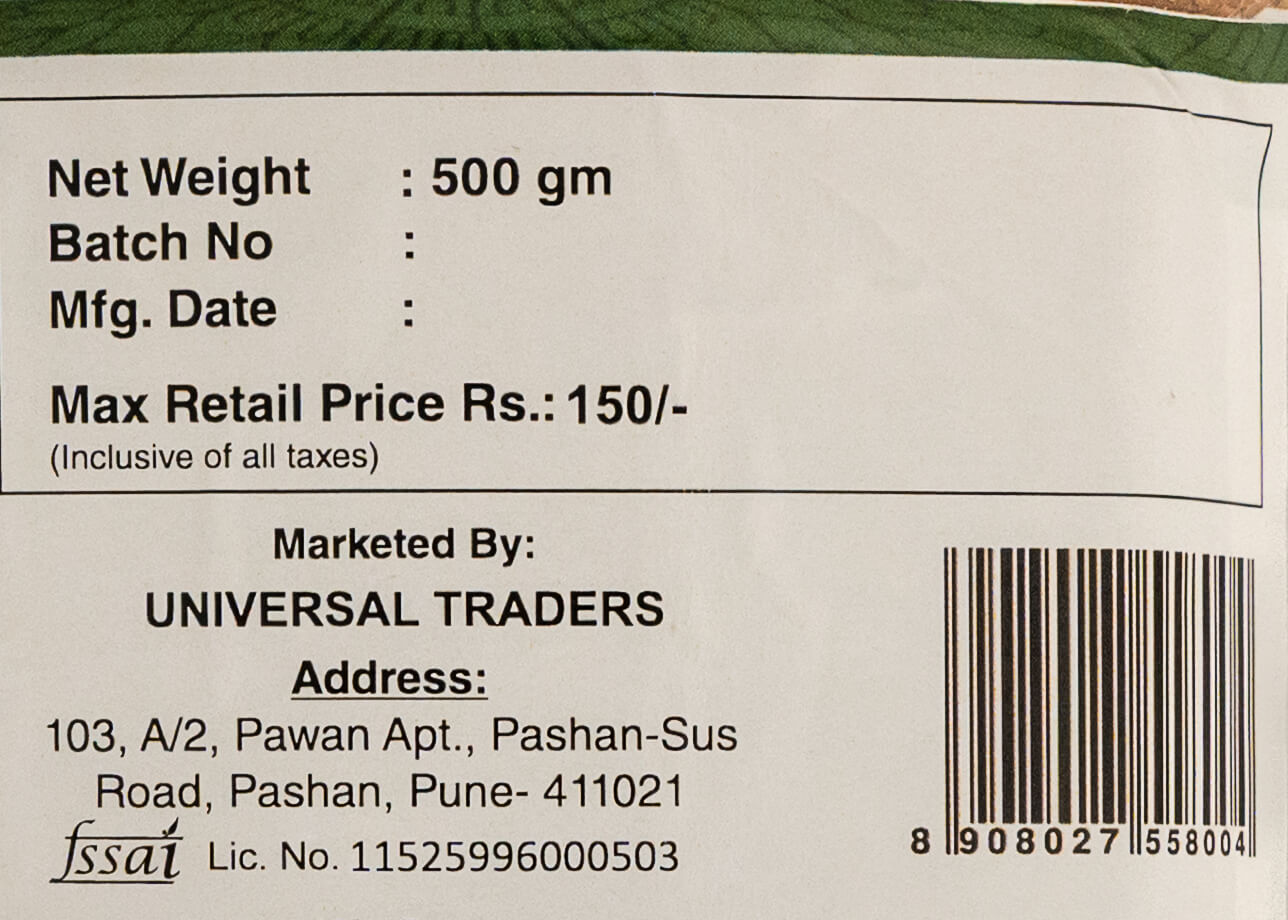 Net Weight : 500 gm
Batch No :
Mfg. Date :
Max Retail Price Rs.: 150/-
(Inclusive of all taxes)
Marketed By:
UNIVERSAL TRADERS
Address:
103, A/2, Pawan Apt., Pashan-Sus
Road, Pashan, Pune- 411021
fssai Lic. No. 11525996000503
8 908027 558004